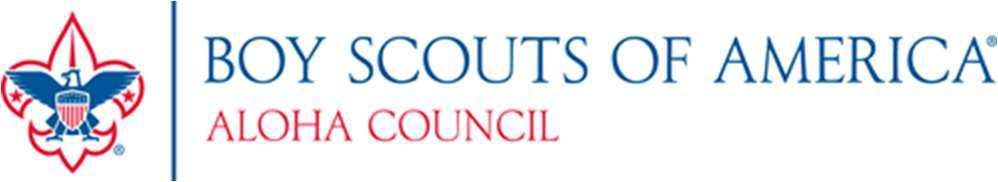 BOY SCOUTS OF AMERICA®
ALOHA COUNCIL
®